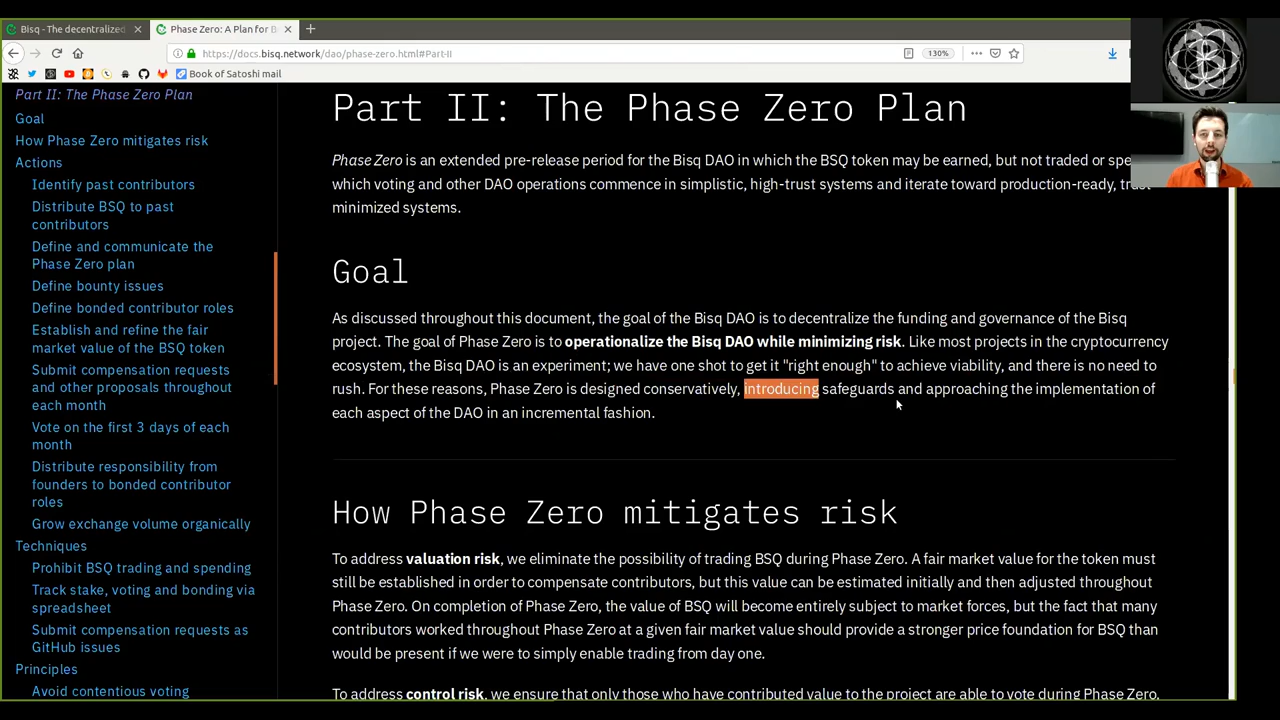 Bisq - The decentralized
Phase Zero: A Plan for B
https://docs.bisq.network/dao/phase-zero.html#Part-II
130%
Book of Satoshi mail
Part II: The Phase Zero Plan
Goal
How Phase Zero mitigates risk
Actions
Identify past contributors
Distribute BSQ to past
contributors
Define and communicate the
Phase Zero plan
Define bounty issues
Define bonded contributor roles
Establish and refine the fair
market value of the BSQ token
Submit compensation requests
and other proposals throughout
each month
Vote on the first 3 days of each
month
Distribute responsibility from
founders to bonded contributor
roles
Grow exchange volume organically
Techniques
Prohibit BSQ trading and spending
Track stake, voting and bonding via
spreadsheet
Submit compensation requests as
GitHub issues
Principles
Avoid contentious voting
Part II: The Phase Zero Plan
Phase Zero is an extended pre-release period for the Bisq DAO in which the BSQ token may be earned, but not traded or spe
which voting and other DAO operations commence in simplistic, high-trust systems and iterate toward production-ready, trust
minimized systems.
Goal
As discussed throughout this document, the goal of the Bisq DAO is to decentralize the funding and governance of the Bisq
project. The goal of Phase Zero is to operationalize the Bisq DAO while minimizing risk. Like most projects in the cryptocurrency
ecosystem, the Bisq DAO is an experiment; we have one shot to get it "right enough" to achieve viability, and there is no need to
rush. For these reasons, Phase Zero is designed conservatively, introducing safeguards and approaching the implementation of
each aspect of the DAO in an incremental fashion.
How Phase Zero mitigates risk
To address valuation risk, we eliminate the possibility of trading BSQ during Phase Zero. A fair market value for the token must
still be established in order to compensate contributors, but this value can be estimated initially and then adjusted throughout
Phase Zero. On completion of Phase Zero, the value of BSQ will become entirely subject to market forces, but the fact that many
contributors worked throughout Phase Zero at a given fair market value should provide a stronger price foundation for BSQ than
would be present if we were to simply enable trading from day one.
To address control risk, we ensure that only those who have contributed value to the project are able to vote during Phase Zero.